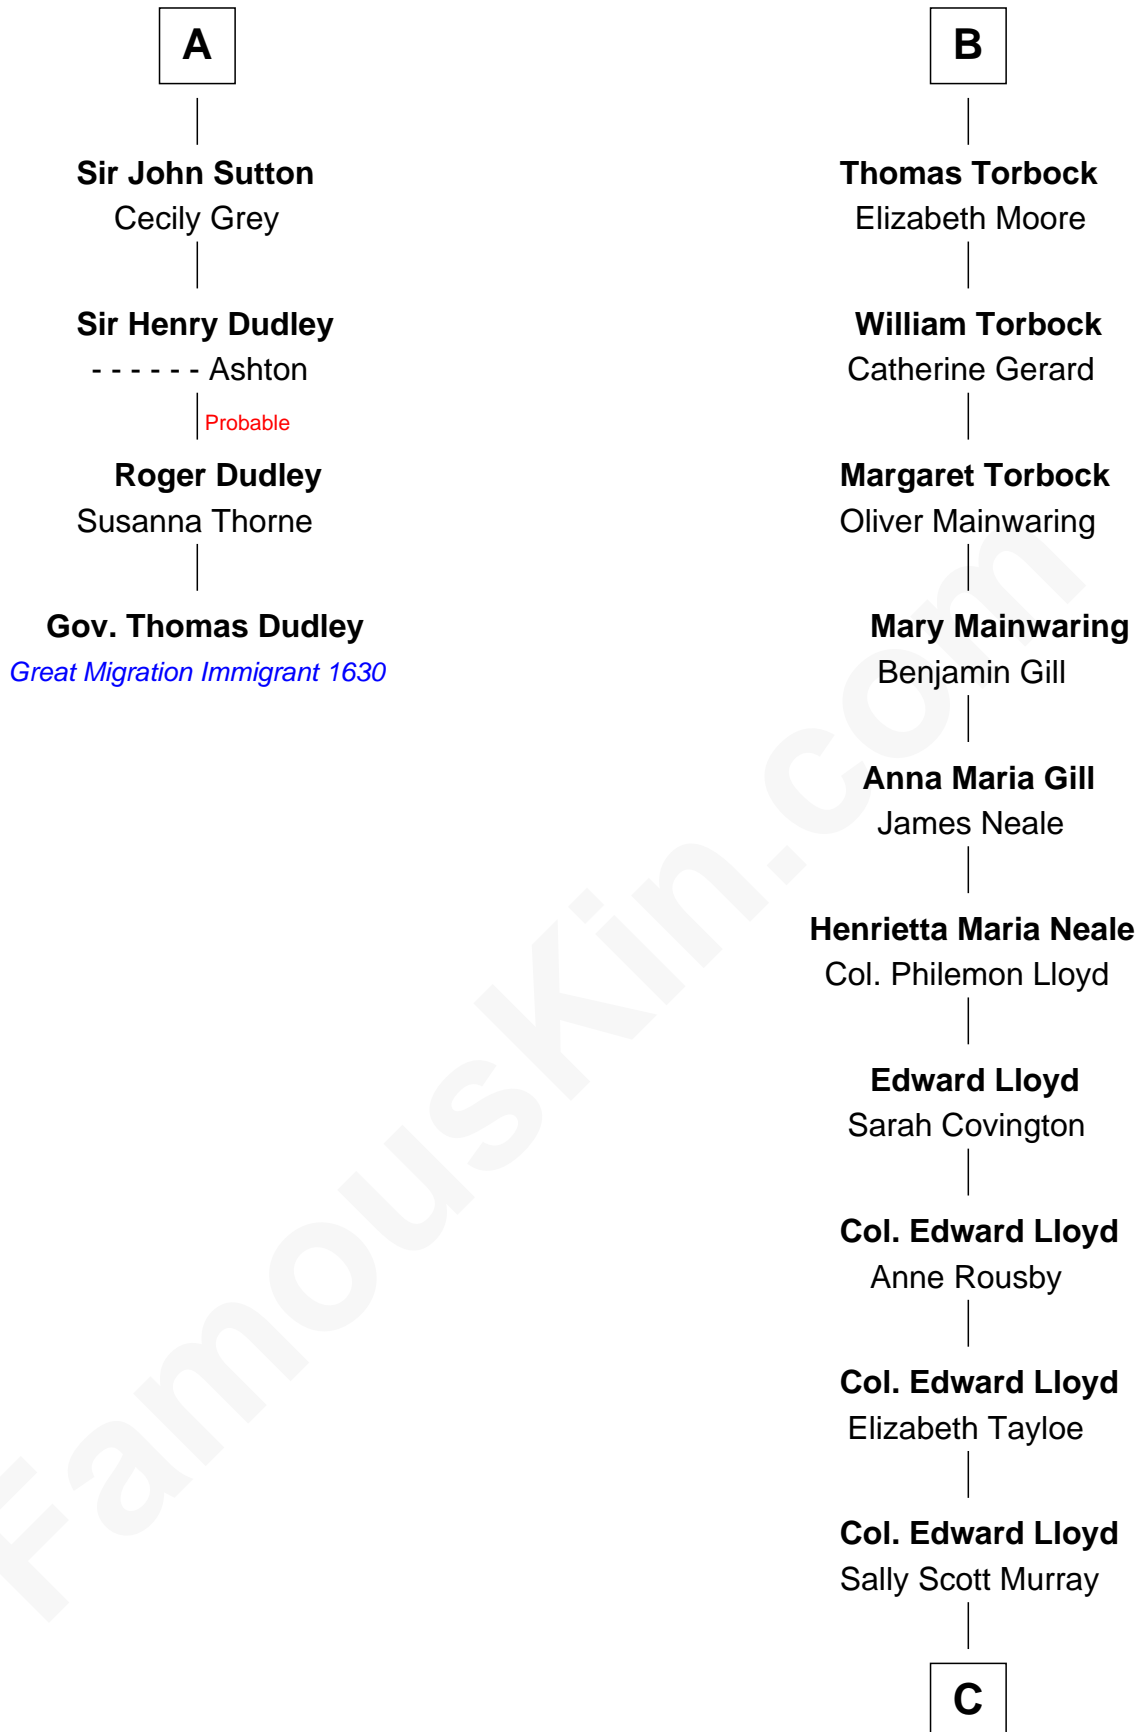 A
Sir John Sutton
Cecily Grey
Sir Henry Dudley
- - - - - - Ashton
Probable
Roger Dudley
Susanna Thorne
Gov. Thomas Dudley
Great Migration Immigrant 1630
B
Thomas Torbock
Elizabeth Moore
William Torbock
Catherine Gerard
Margaret Torbock
Oliver Mainwaring
Mary Mainwaring
Benjamin Gill
Anna Maria Gill
James Neale
Henrietta Maria Neale
Col. Philemon Lloyd
Edward Lloyd
Sarah Covington
Col. Edward Lloyd
Anne Rousby
Col. Edward Lloyd
Elizabeth Tayloe
Col. Edward Lloyd
Sally Scott Murray
C
FamousKin.com